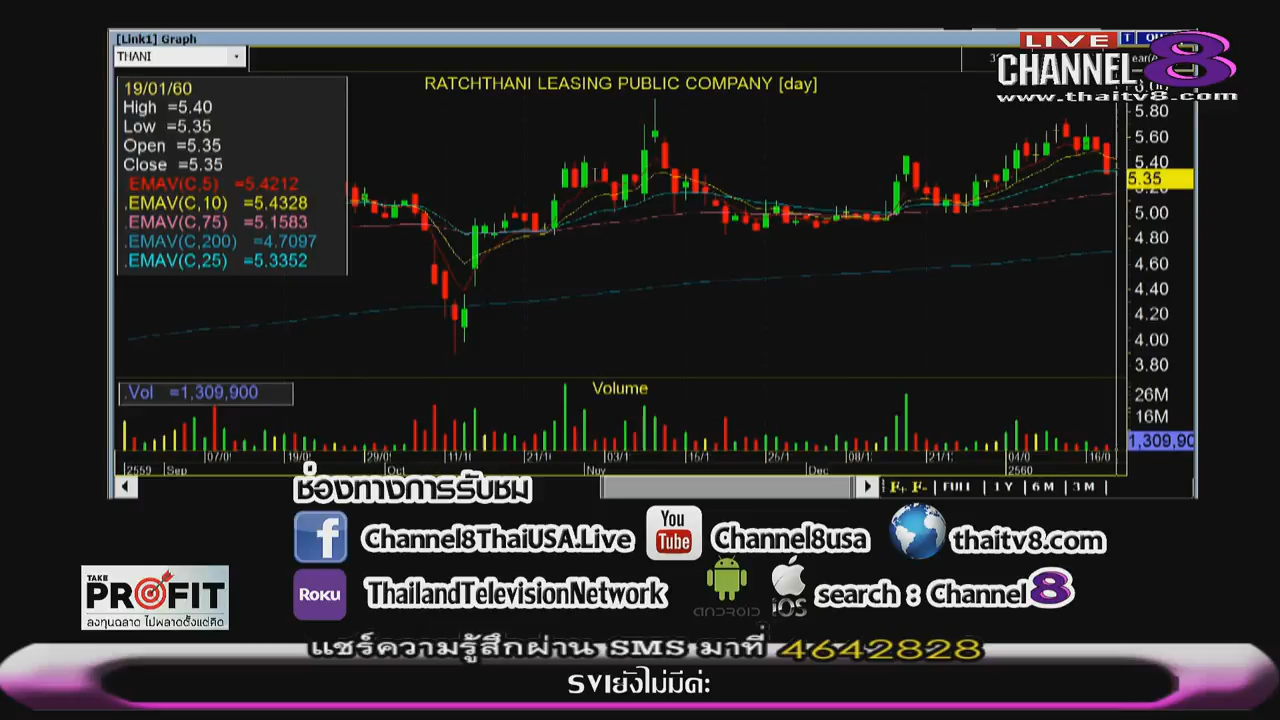 [Link1] Graph
LIVE
THANI
CHANNEL 8
www.thaitv8.com
RATCHTHANI LEASING PUBLIC COMPANY [day]
19/01/60
High =5.40
Low =5.35
Open =5.35
Close =5.35
.EMAV(C,5) =5.4212
.EMAV(C,10) =5.4328
.EMAV(C,75) =5.1583
.EMAV(C,200) =4.7097
.EMAV(C,25) =5.3352
5.80
5.60
5.40
5.35
5.20
5.00
4.80
4.60
4.40
4.20
4.00
3.80
.Vol =1,309,900
Volume
26M
16M
1,309,90
2559 Sep Oct Nov Dec 2560
F+ F- FULL 1 Y 6 M 3 M
ช่องทางการรับชม
Channel8ThaiUSA.Live
You Tube
Channel8usa
thaitv8.com
ROKU
ThailandTelevisionNetwork
iOS
search : Channel 8
TAKE PROFIT
ลงทุนฉลาด ไม่พลาดตั้งแต่คิด
แชร์ความรู้สึกผ่าน SMS มาที่ 4642828
SVIยังไม่มีค่ะ